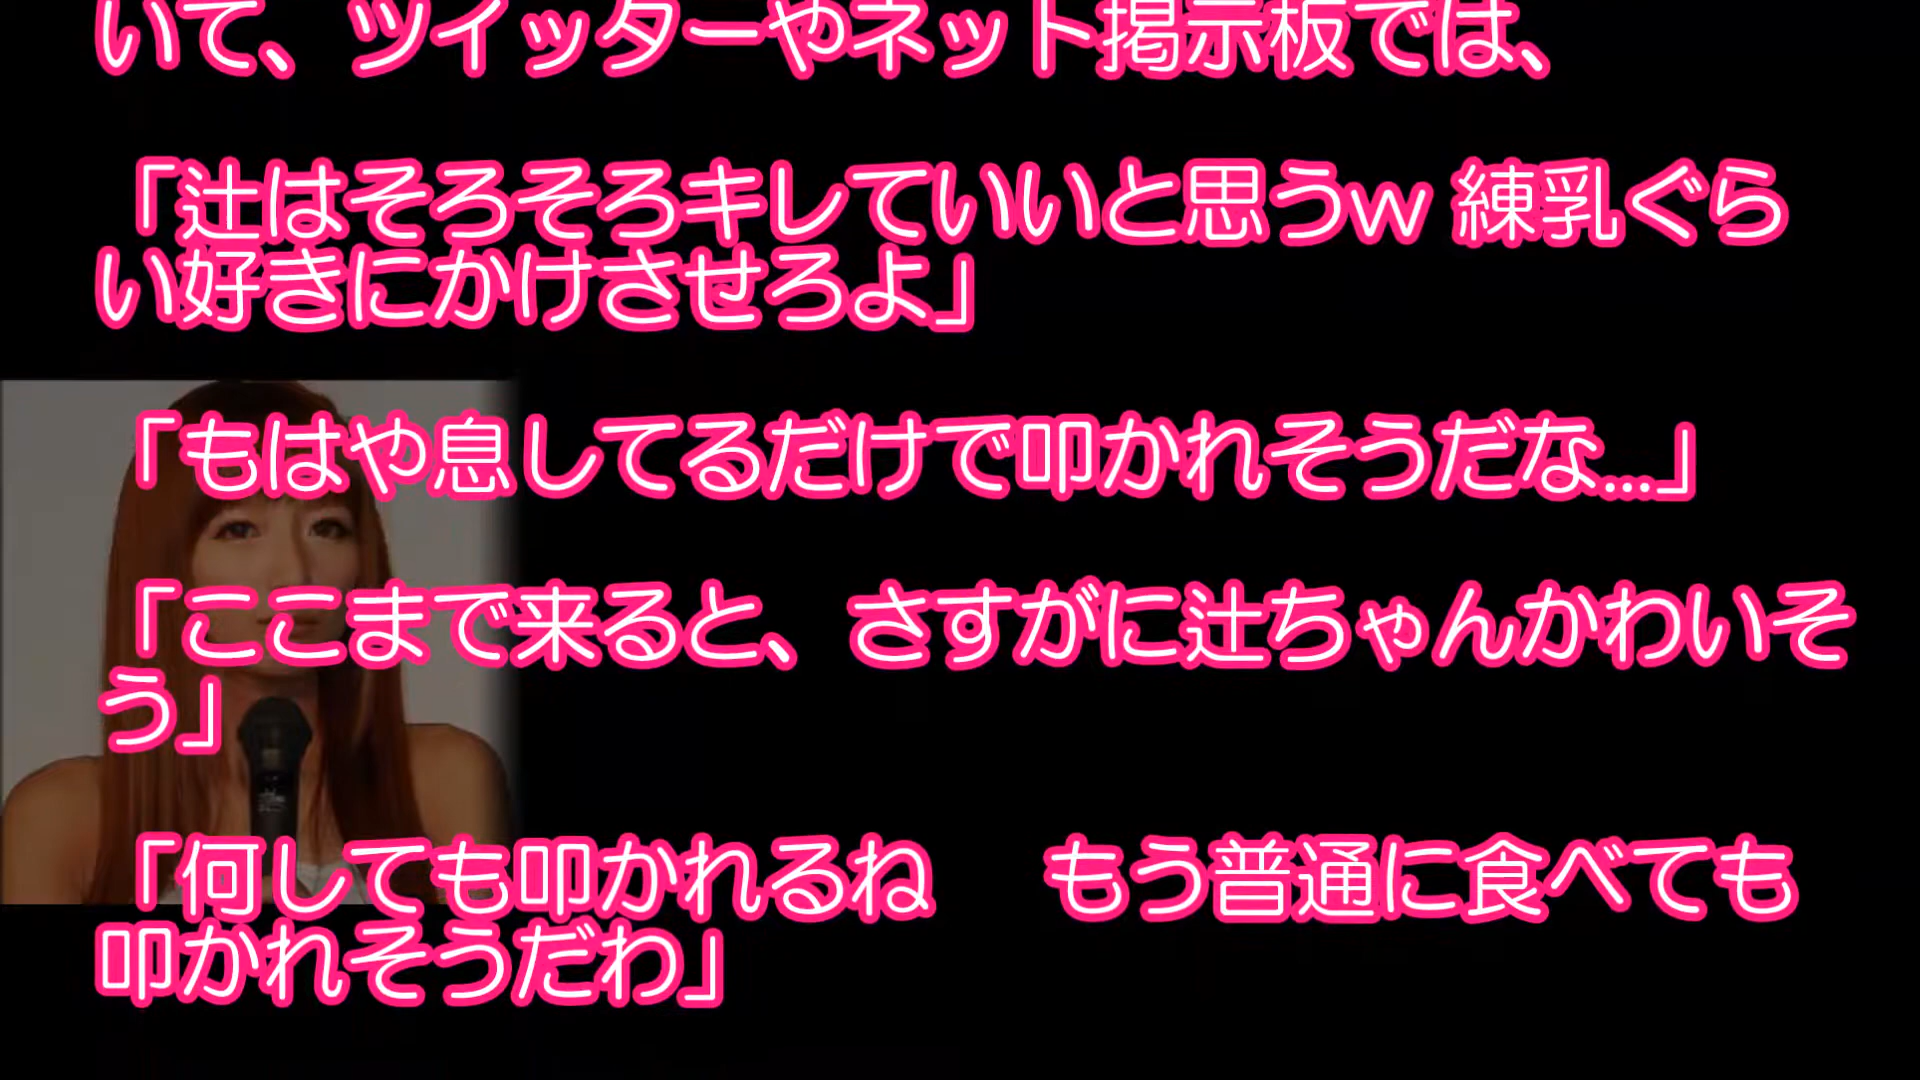 いて、ツイッターやネット掲示板では、
「辻はそろそろキレていいと思うw 練乳ぐら
い好きにかけさせろよ」
「もはや息してるだけで叩かれそうだな...」
「ここまで来ると、さすがに辻ちゃんかわいそ
う」
「何しても叩かれるね　もう普通に食べても
叩かれそうだわ」